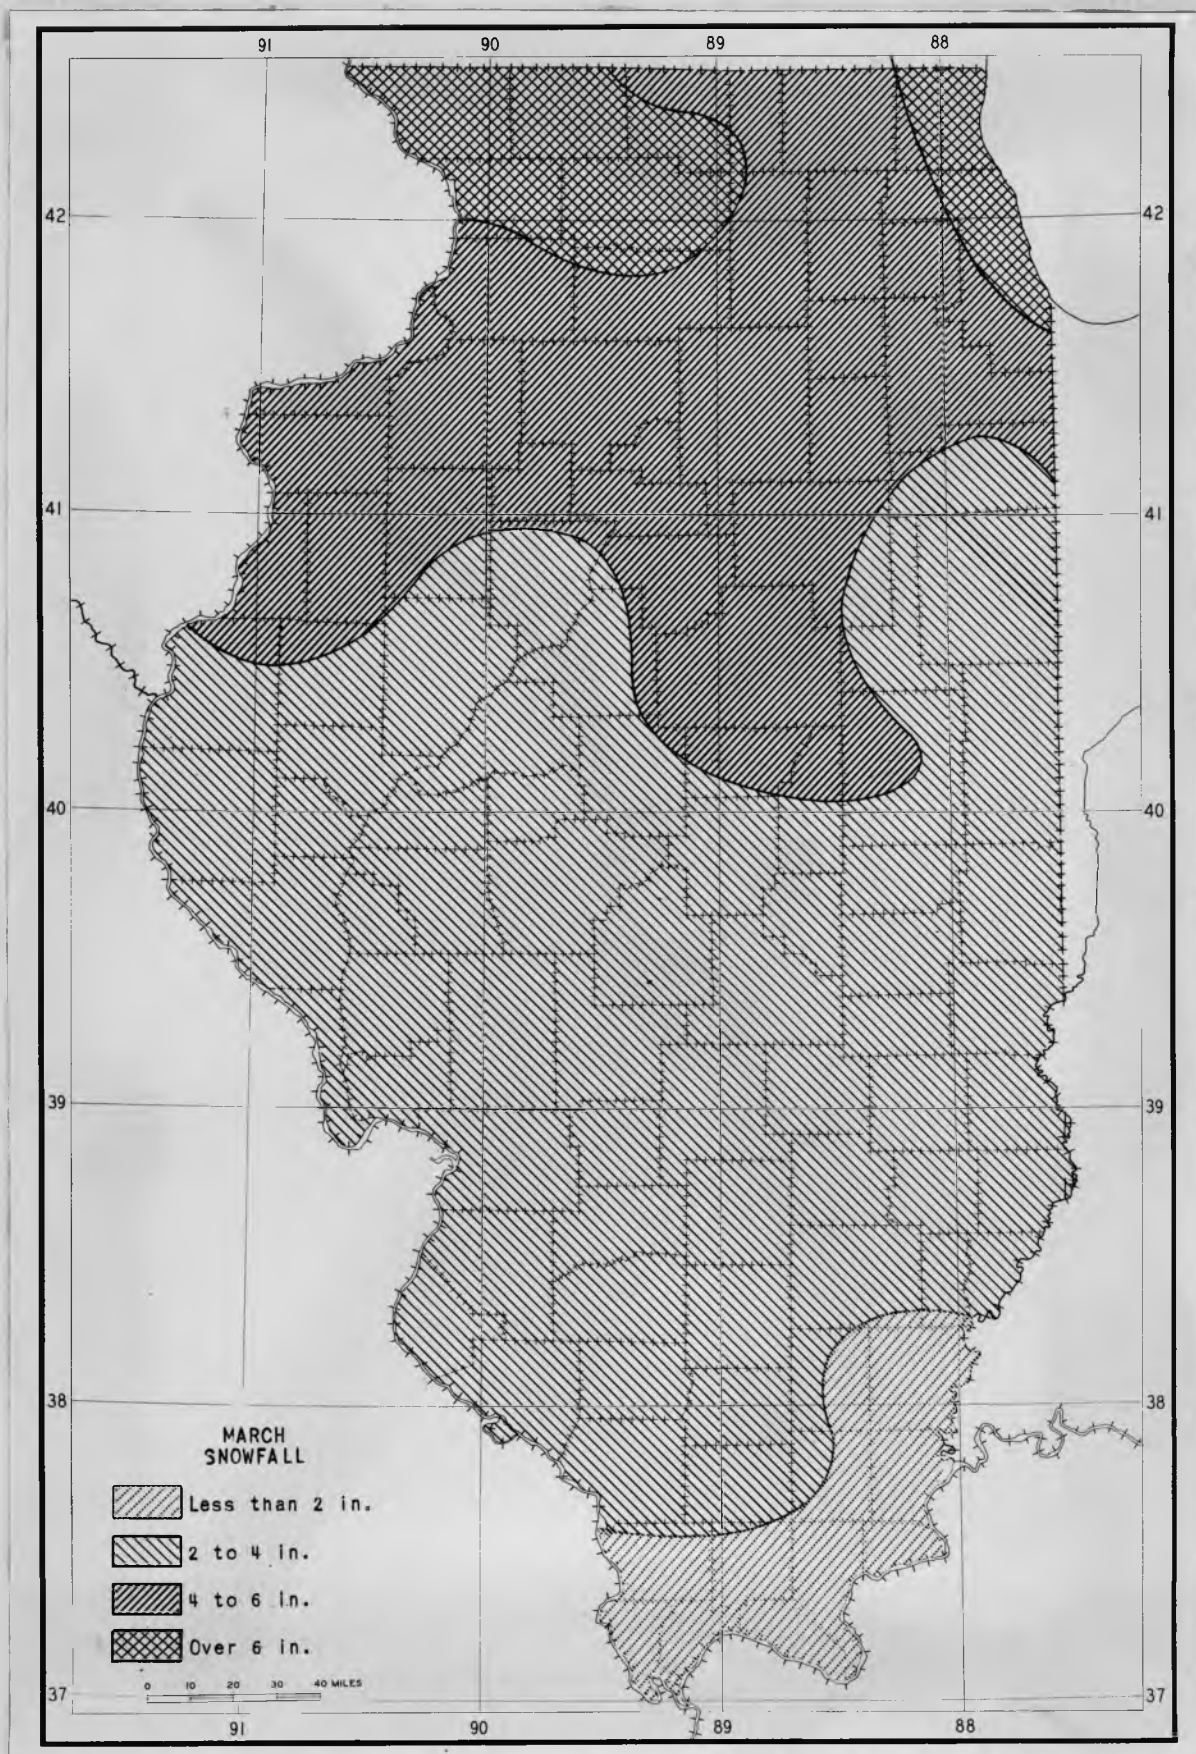 91 90 89 88
42 42
41 41
40 40
39 39
38 38
MARCH
SNOWFALL
Less than 2 in.
2 to 4 in.
4 to 6 in.
Over 6 in.
0 10 20 30 40 MILES
37 37
91 90 89 88